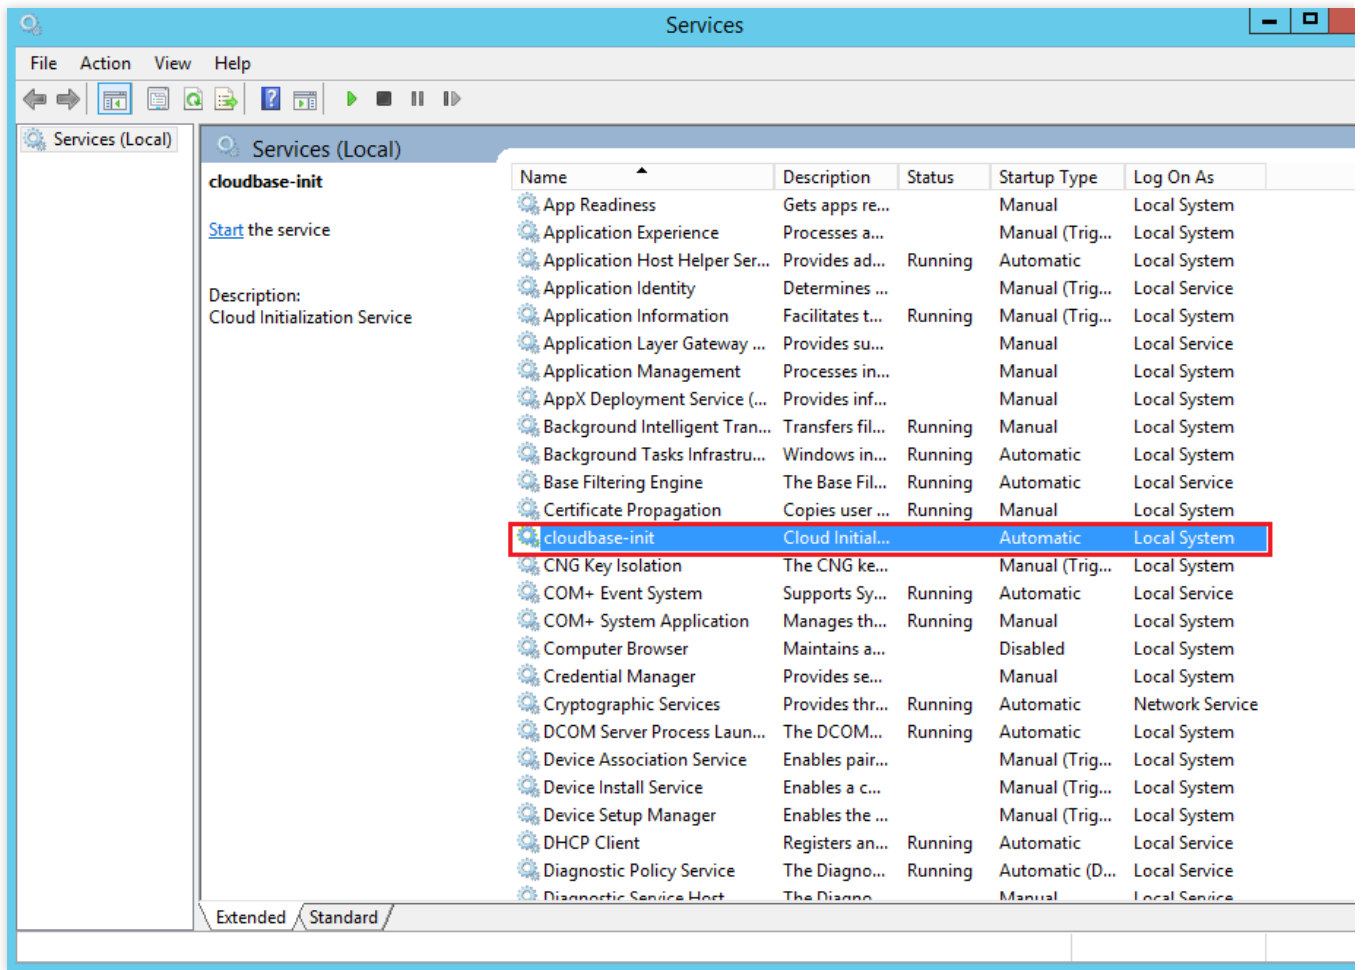 Services
File Action View Help
Services (Local)
Services (Local)
cloudbase-init
Start the service
Description:
Cloud Initialization Service
Name Description Status Startup Type Log On As
App Readiness Gets apps re... Manual Local System
Application Experience Processes a... Manual (Trig... Local System
Application Host Helper Ser... Provides ad... Running Automatic Local System
Application Identity Determines ... Manual (Trig... Local Service
Application Information Facilitates t... Running Manual (Trig... Local System
Application Layer Gateway ... Provides su... Manual Local Service
Application Management Processes in... Manual Local System
AppX Deployment Service (... Provides inf... Manual Local System
Background Intelligent Tran... Transfers fil... Running Manual Local System
Background Tasks Infrastru... Windows in... Running Automatic Local System
Base Filtering Engine The Base Fil... Running Automatic Local Service
Certificate Propagation Copies user ... Running Manual Local System
cloudbase-init Cloud Initial... Automatic Local System
CNG Key Isolation The CNG ke... Manual (Trig... Local System
COM+ Event System Supports Sy... Running Automatic Local Service
COM+ System Application Manages th... Running Manual Local System
Computer Browser Maintains a... Disabled Local System
Credential Manager Provides se... Manual Local System
Cryptographic Services Provides thr... Running Automatic Network Service
DCOM Server Process Laun... The DCOM... Running Automatic Local System
Device Association Service Enables pair... Manual (Trig... Local System
Device Install Service Enables a c... Manual (Trig... Local System
Device Setup Manager Enables the ... Manual (Trig... Local System
DHCP Client Registers an... Running Automatic Local Service
Diagnostic Policy Service The Diagno... Running Automatic (D... Local Service
Diagnostic Service Host The Diagno Manual Local Service
Extended Standard